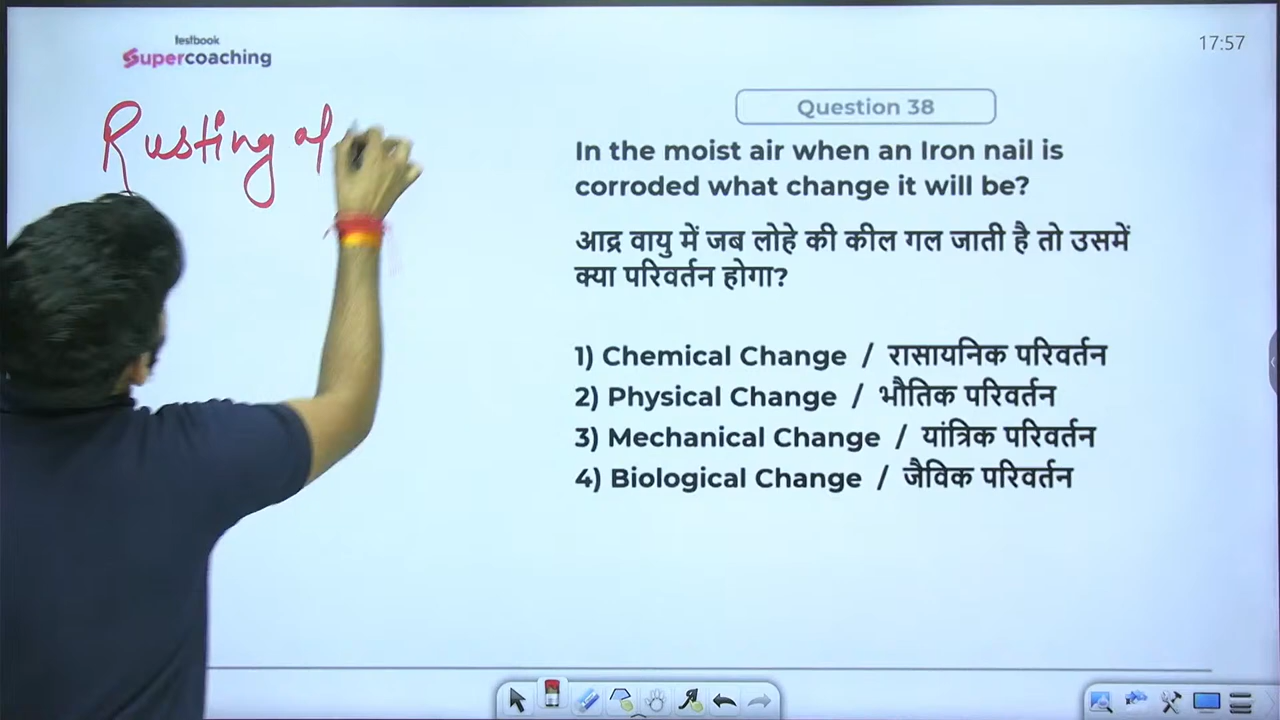 testbook
Supercoaching
17:57
Rusting of
Question 38
In the moist air when an Iron nail is
corroded what change it will be?
आद्र वायु में जब लोहे की कील गल जाती है तो उसमें
क्या परिवर्तन होगा?
1) Chemical Change / रासायनिक परिवर्तन
2) Physical Change / भौतिक परिवर्तन
3) Mechanical Change / यांत्रिक परिवर्तन
4) Biological Change / जैविक परिवर्तन